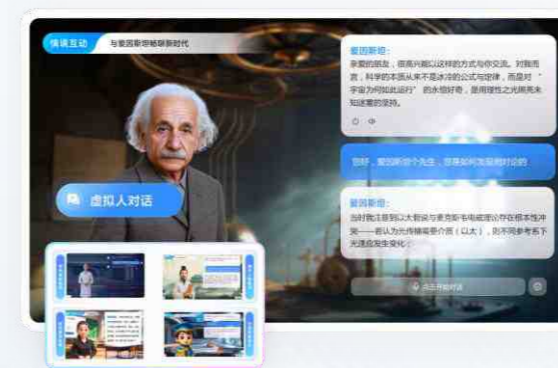 情境互动
与爱因斯坦畅聊新时代
爱因斯坦：
亲爱的朋友，很高兴能以这样的方式与你交流。对我而
言，科学的本质从来不是冰冷的公式与定律，而是对 “
宇宙为何如此运行” 的永恒好奇，是用理性之光照亮未
知迷雾的坚持。
您好，爱因斯坦个先生，您是如何发现相对论的
爱因斯坦：
当时我注意到以太假说与麦克斯韦电磁理论存在根本性冲
突——若认为光传播需要介质（以太），则不同参考系下
光速应发生变化；
点击开始对话
虚拟人对话